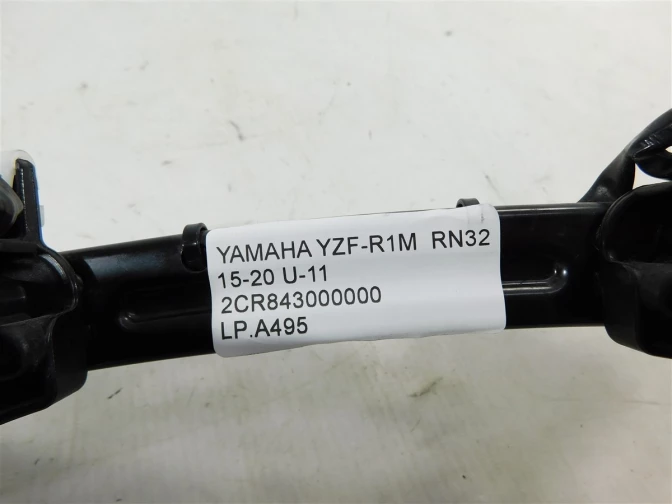 YAMAHA YZF-R1M RN32
15-20 U-11
2CR843000000
LP.A495